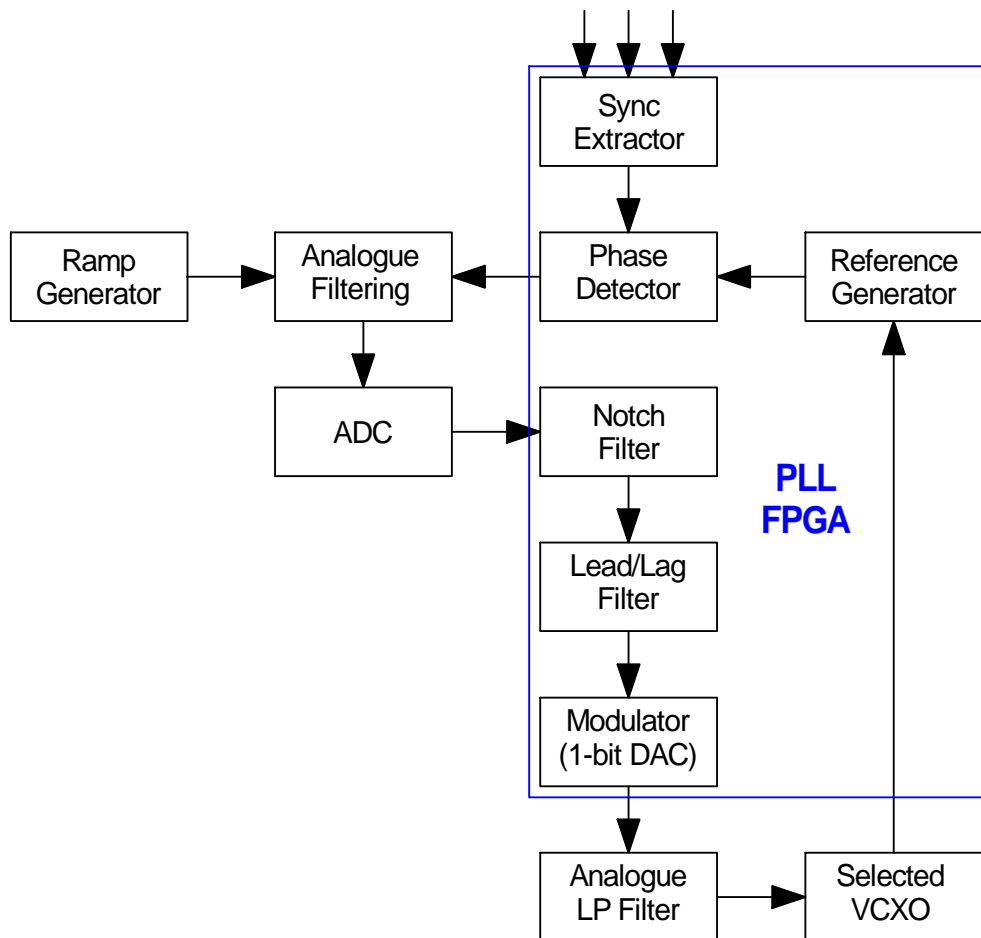 Sync
Extractor
Ramp
Generator
Analogue
Filtering
Phase
Detector
Reference
Generator
ADC
Notch
Filter
PLL
FPGA
Lead/Lag
Filter
Modulator
(1-bit DAC)
Analogue
LP Filter
Selected
VCXO